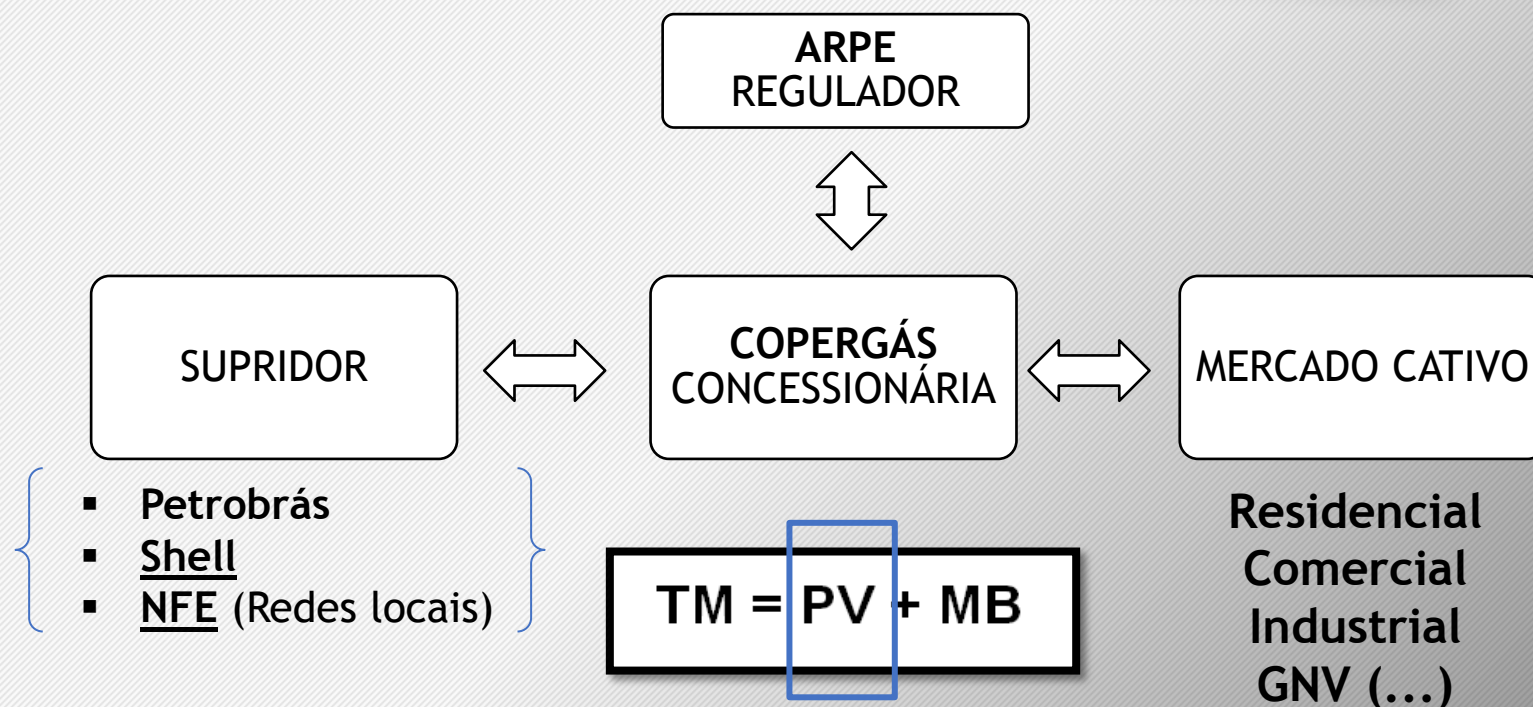 ARPE
REGULADOR
SUPRIDOR
COPERGÁS
CONCESSIONÁRIA
MERCADO CATIVO
▪ Petrobrás
▪ Shell
▪ NFE (Redes locais)
TM = PV + MB
Residencial
Comercial
Industrial
GNV (...)